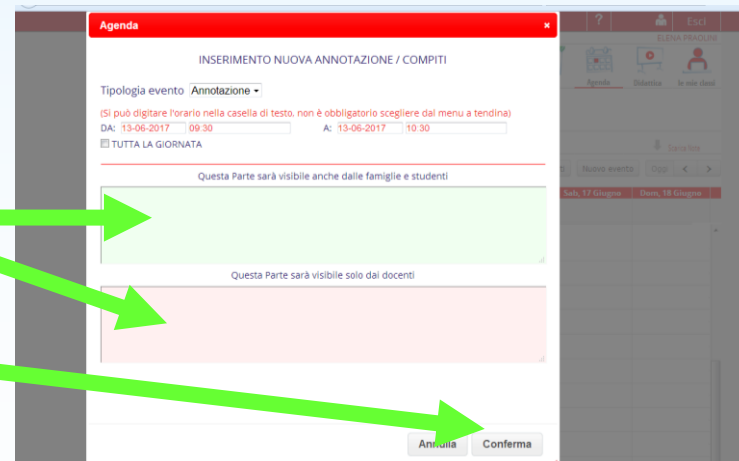 Agenda ×
? Esci
ELENA PRAOLINI
INSERIMENTO NUOVA ANNOTAZIONE / COMPITI
Agenda Didattica le mie classi
Tipologia evento Annotazione
(Si può digitare l'orario nella casella di testo, non è obbligatorio scegliere dal menu a tendina)
DA: 13-06-2017 09:30 A: 13-06-2017 10:30
TUTTA LA GIORNATA
Nuovo evento Oggi < >
Questa Parte sarà visibile anche dalle famiglie e studenti
Sab, 17 Giugno Dom, 18 Giugno
Questa Parte sarà visibile solo dai docenti
Annulla Conferma